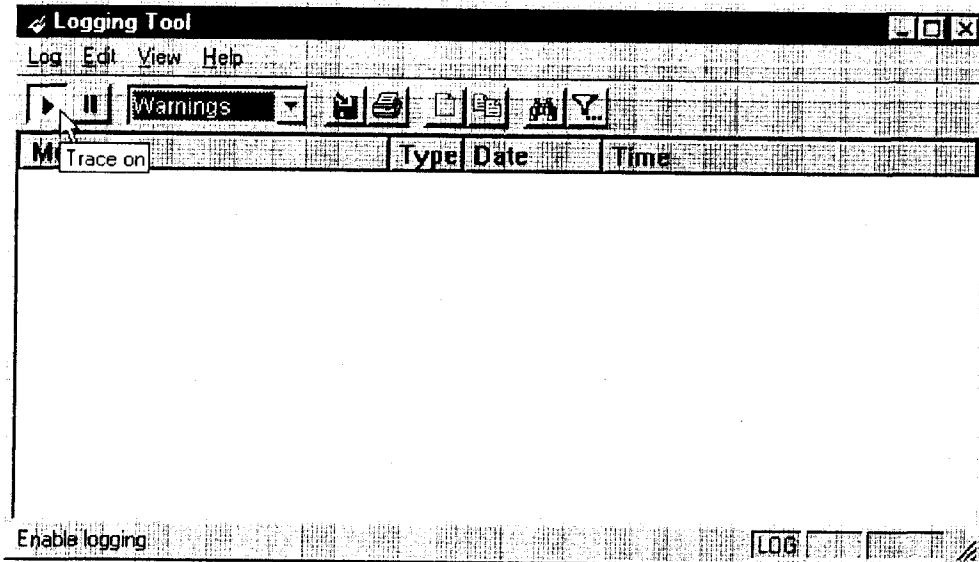 Logging Tool
Log Edit View Help
Warnings
Type Date Time
Trace on
Enable logging
LOG